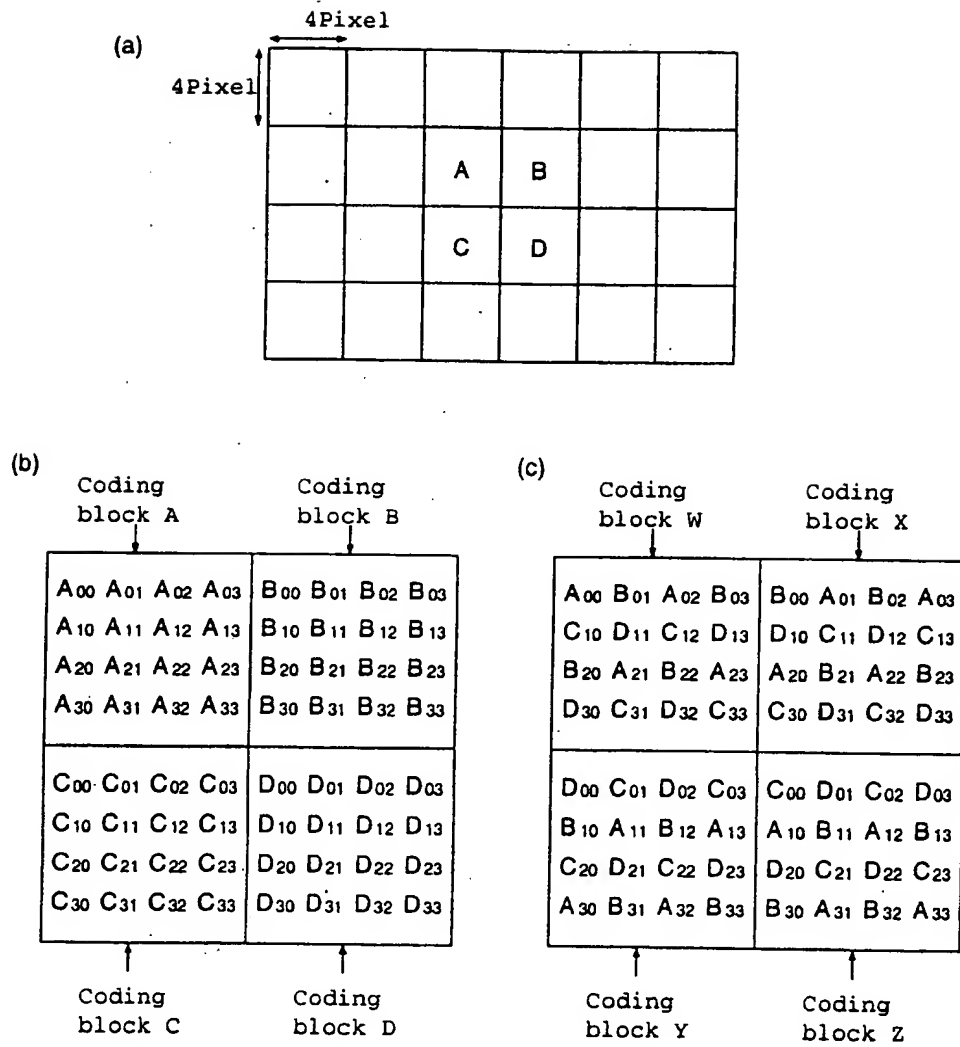 4Pixel
(a)
4Pixel
A B
C D
(b)
Coding block A
Coding block B
A00 A01 A02 A03 B00 B01 B02 B03
A10 A11 A12 A13 B10 B11 B12 B13
A20 A21 A22 A23 B20 B21 B22 B23
A30 A31 A32 A33 B30 B31 B32 B33
C00 C01 C02 C03 D00 D01 D02 D03
C10 C11 C12 C13 D10 D11 D12 D13
C20 C21 C22 C23 D20 D21 D22 D23
C30 C31 C32 C33 D30 D31 D32 D33
Coding block C
Coding block D
(c)
Coding block W
Coding block X
A00 B01 A02 B03 B00 A01 B02 A03
C10 D11 C12 D13 D10 C11 D12 C13
B20 A21 B22 A23 A20 B21 A22 B23
D30 C31 D32 C33 C30 D31 C32 D33
D00 C01 D02 C03 C00 D01 C02 D03
B10 A11 B12 A13 A10 B11 A12 B13
C20 D21 C22 D23 D20 C21 D22 C23
A30 B31 A32 B33 B30 A31 B32 A33
Coding block Y
Coding block Z